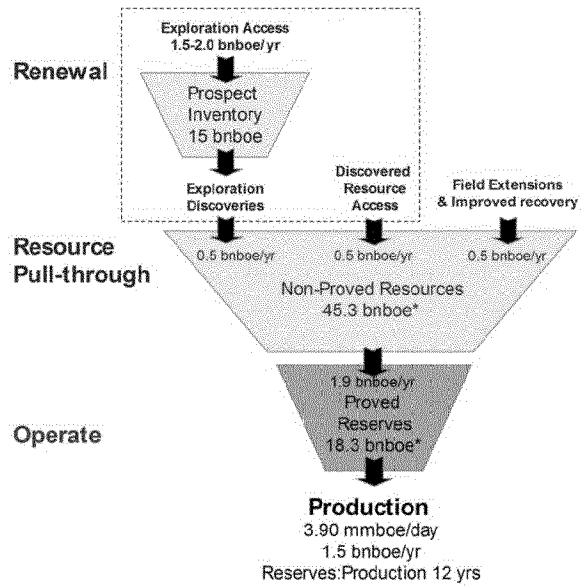 Exploration Access
1.5-2.0 bnboe/yr
Renewal
Prospect
Inventory
15 bnboe
Exploration
Discoveries
Discovered
Resource
Access
Field Extensions
& Improved recovery
Resource
Pull-through
0.5 bnboe/yr
0.5 bnboe/yr
0.5 bnboe/yr
Non-Proved Resources
45.3 bnboe*
1.9 bnboe/yr
Proved
Reserves
18.3 bnboe*
Operate
Production
3.90 mmboe/day
1.5 bnboe/yr
Reserves:Production 12 yrs